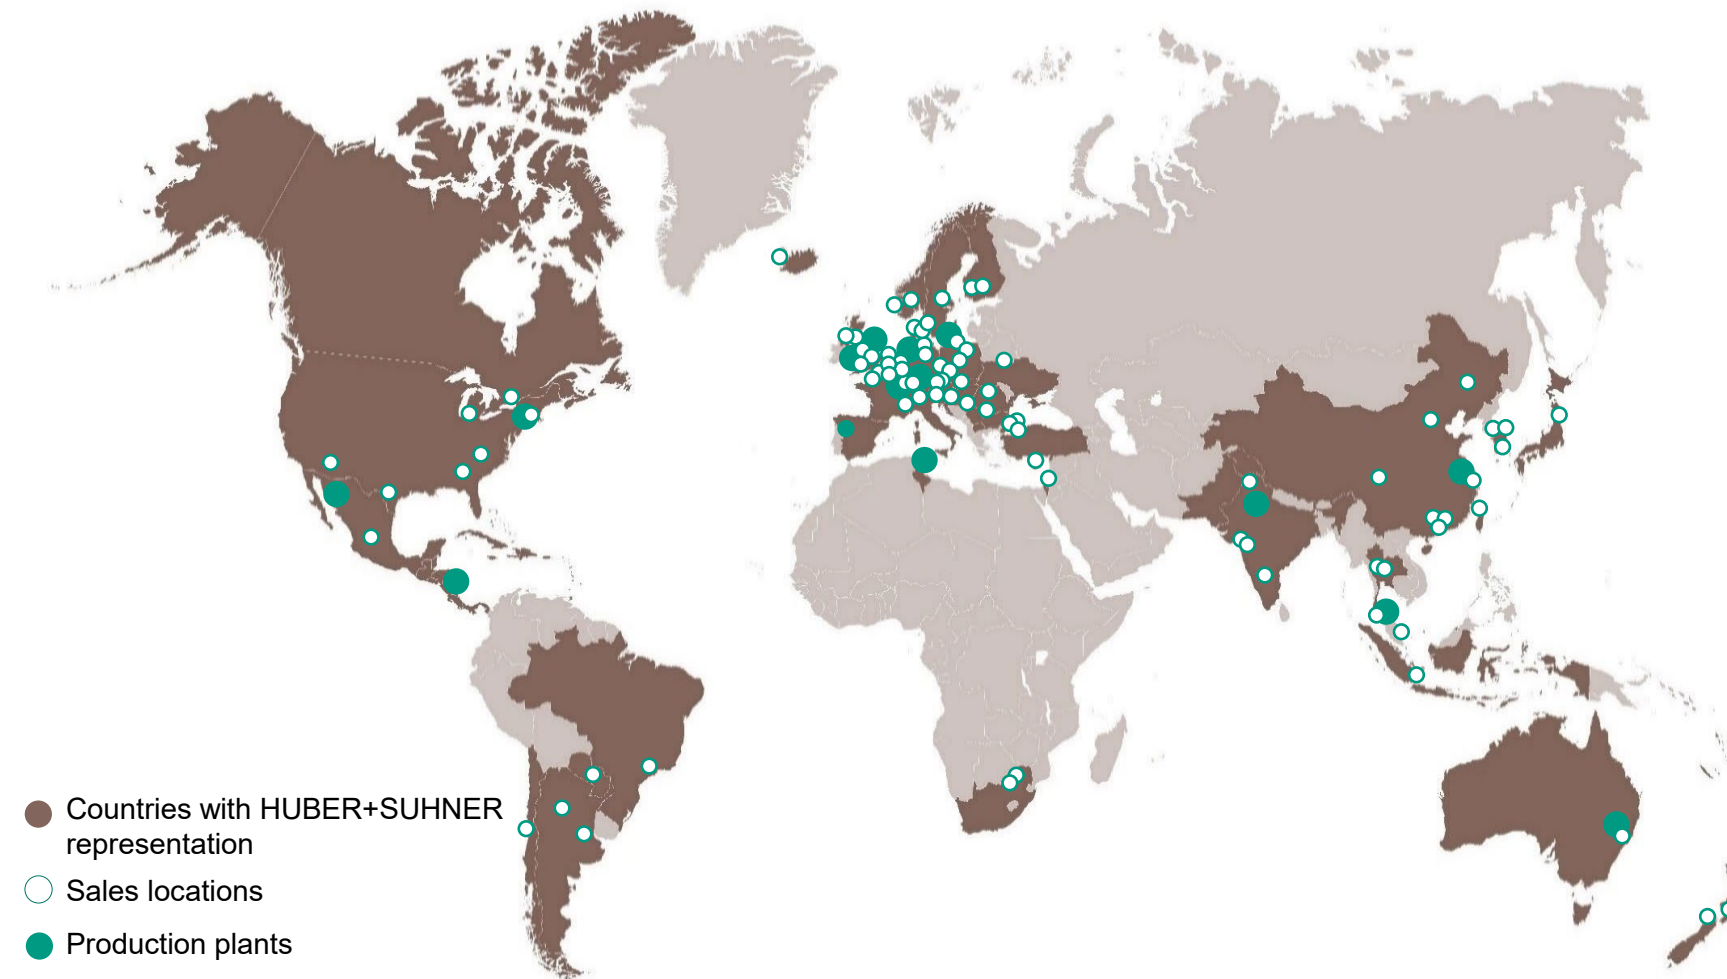 Countries with HUBER+SUHNER
representation
Sales locations
Production plants